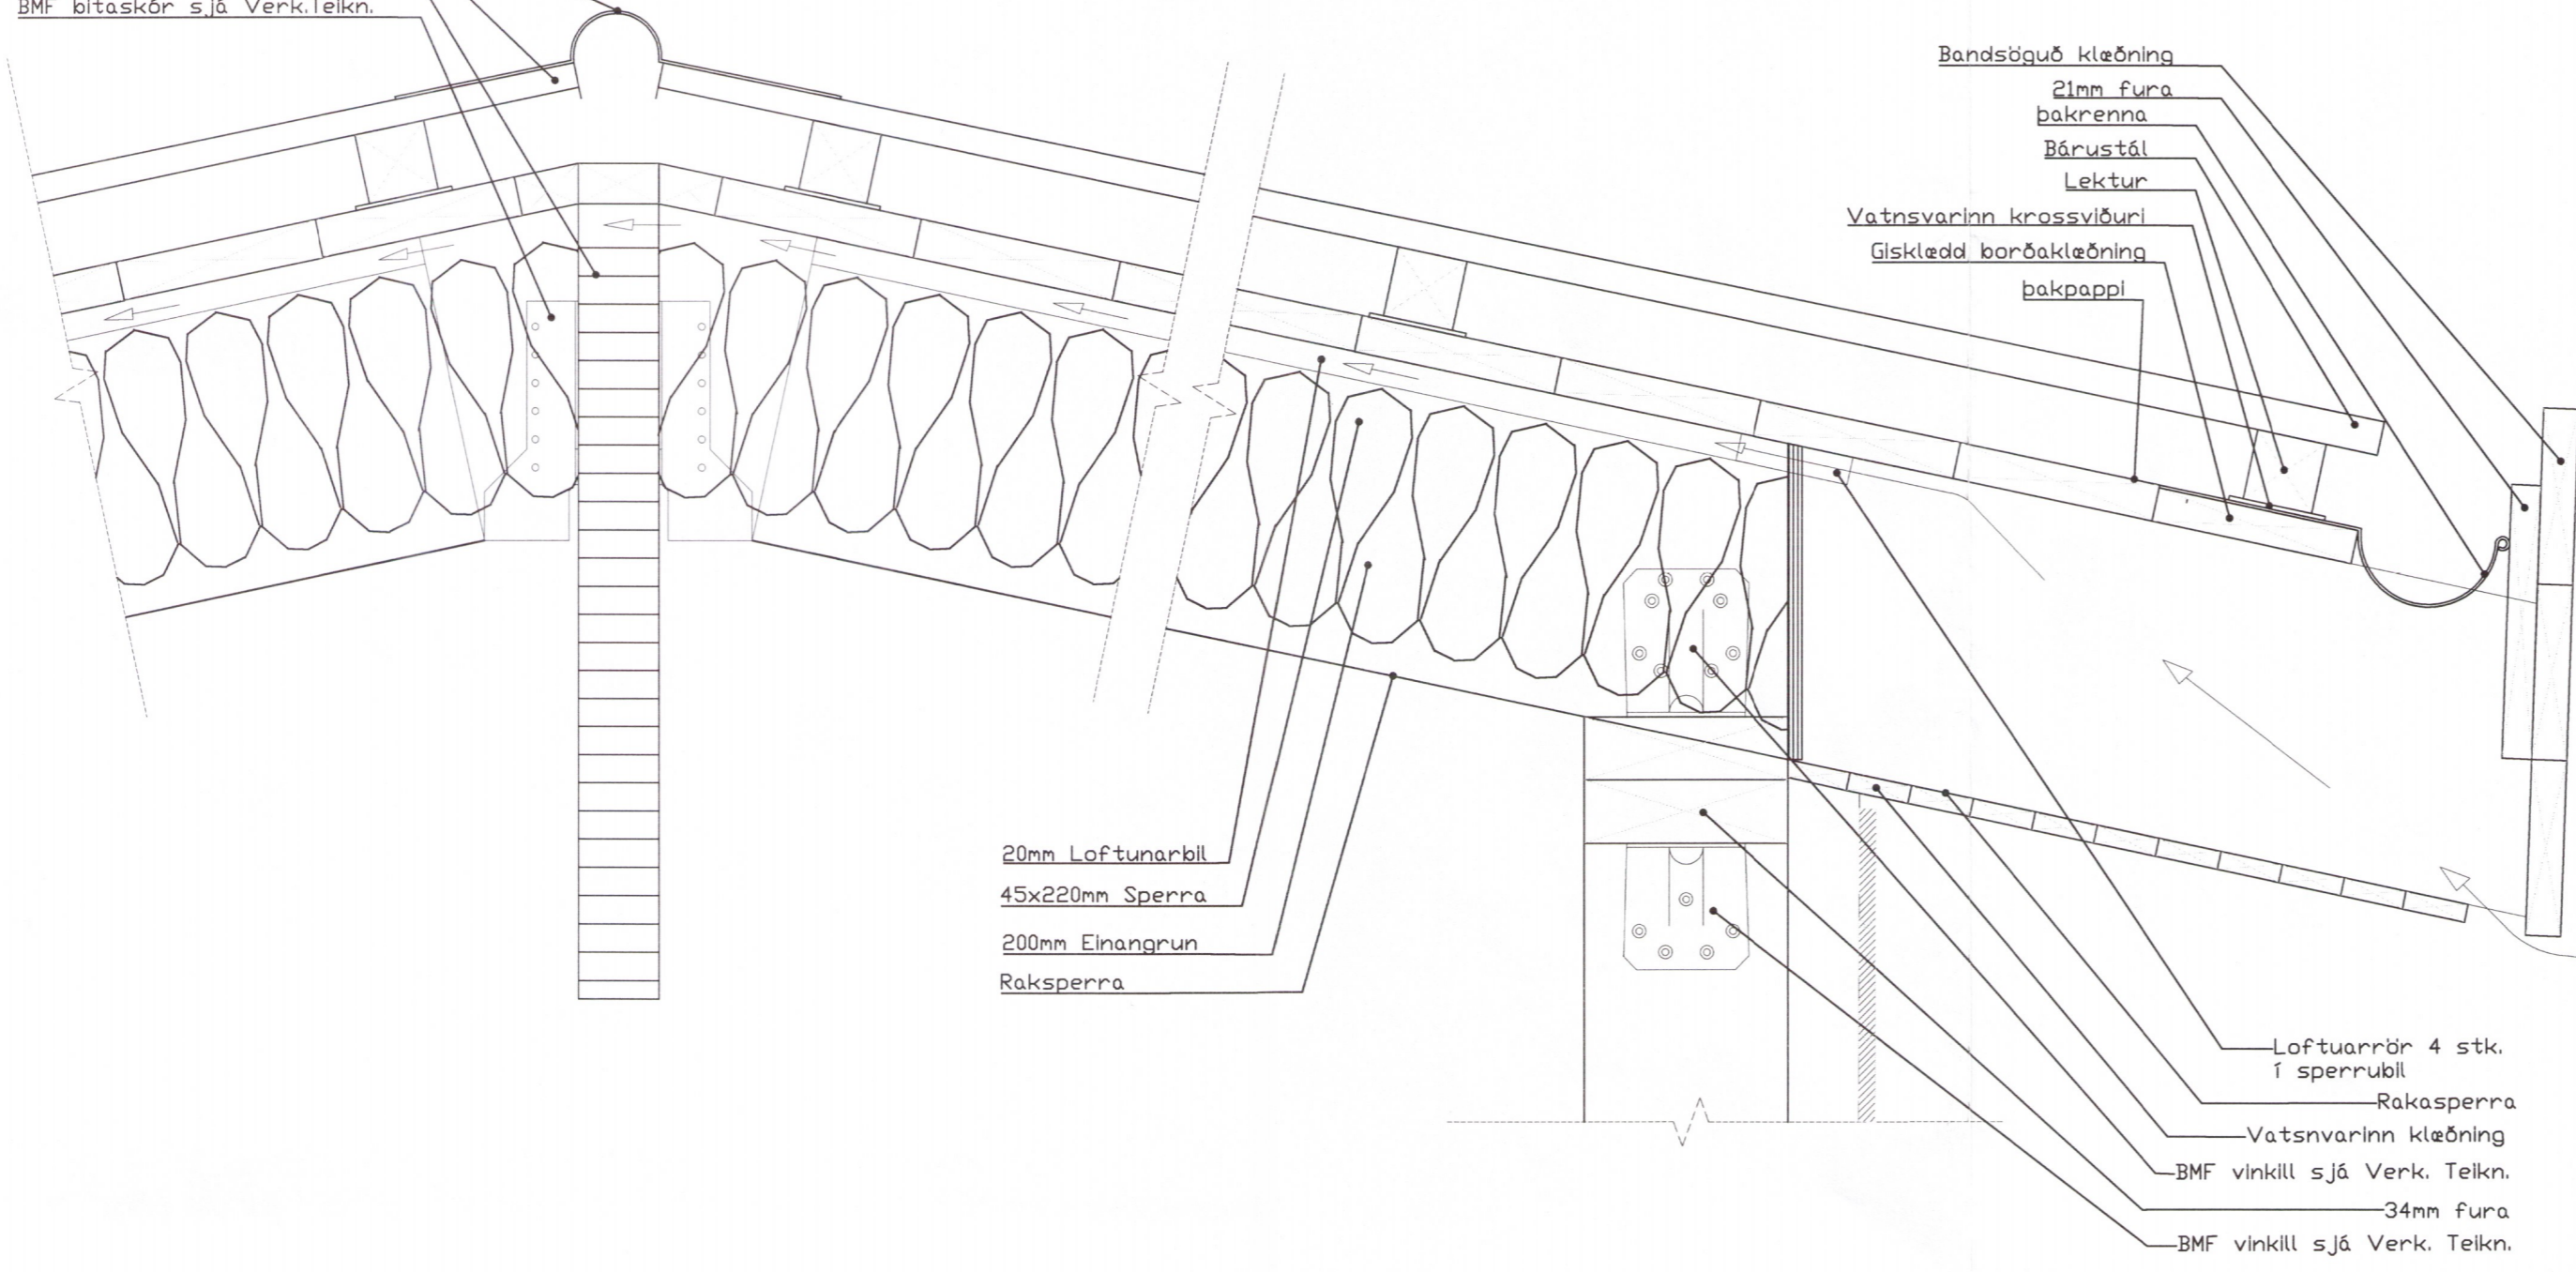 BMF bitaskór sjá Verk.Teikn.
Bandsöguð klæðning
21mm fura
Þakrenna
Bárustál
Lektur
Vatnsvarinn krossviðuri
Gisklædd borðaklæðning
Þakpappi
20mm Loftunarbil
45x220mm Sperra
200mm Einangrun
Raksperra
Loftuarrör 4 stk.
í sperrubil
Rakasperra
Vatsnvarinn klæðning
BMF vinkill sjá Verk. Teikn.
34mm fura
BMF vinkill sjá Verk. Teikn.